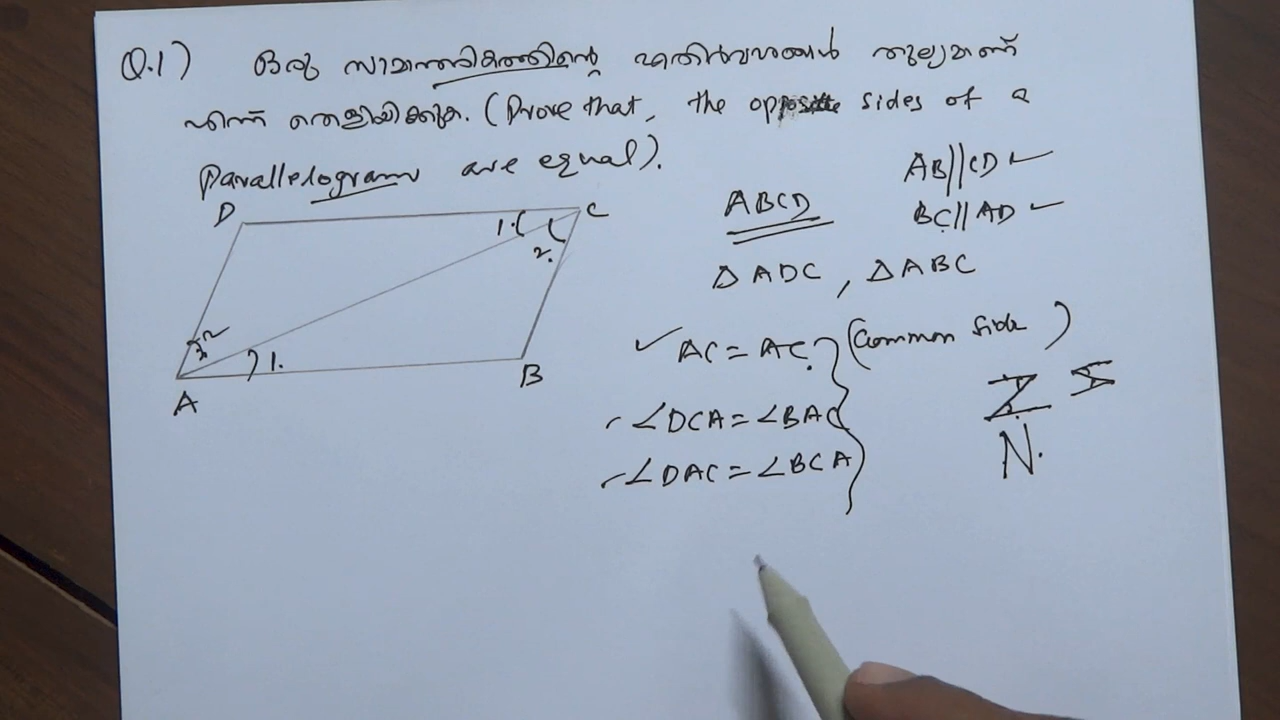 Q.1) ഒരു സാമാന്തരികത്തിന്റെ എതിർവശങ്ങൾ തുല്യമാണ്
എന്ന് തെളിയിക്കുക. (Prove that, the opposite sides of a
parallelogram are equal).
D
C
1.
2.
2
1.
A
B
ABCD
AB//CD ✓
BC//AD ✓
Δ ADC , Δ ABC
✓ AC = AC. (Common side)
✓ ∠DCA = ∠BAC
✓ ∠DAC = ∠BCA
Z
N.